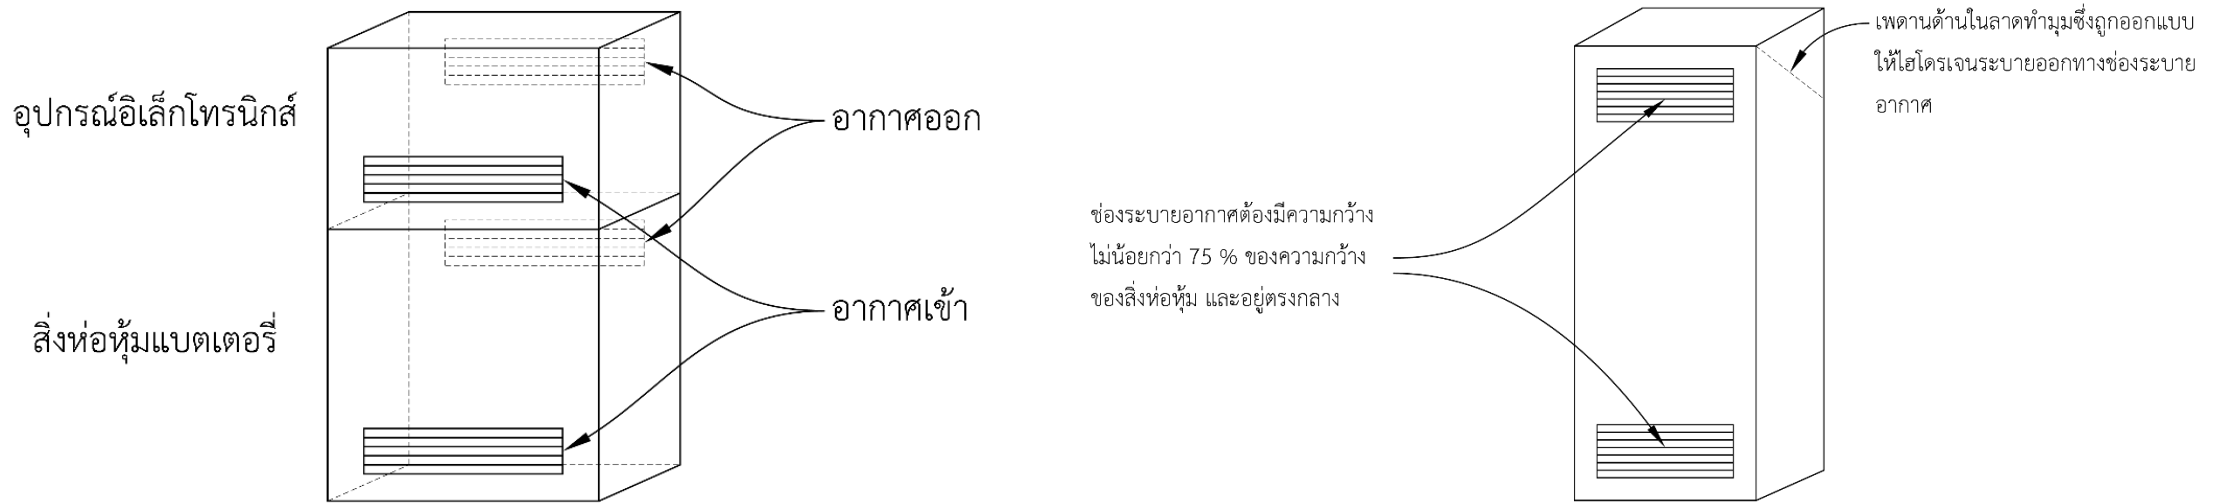 อุปกรณ์อิเล็กโทรนิกส์
อากาศออก
สิ่งห่อหุ้มแบตเตอรี่
อากาศเข้า
เพดานด้านในลาดทำมุมซึ่งถูกออกแบบ
ให้ไฮโดรเจนระบายออกทางช่องระบาย
อากาศ
ช่องระบายอากาศต้องมีความกว้าง
ไม่น้อยกว่า 75 % ของความกว้าง
ของสิ่งห่อหุ้ม และอยู่ตรงกลาง